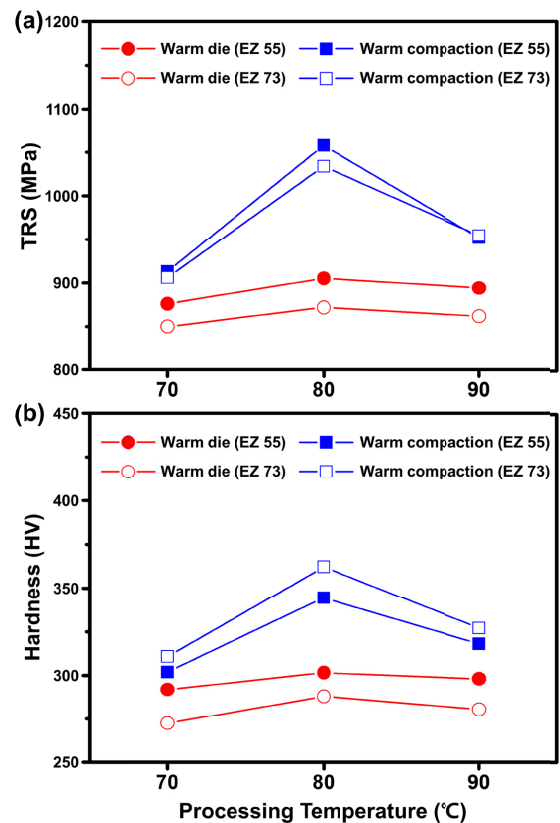 (a)
1200
1100
1000
900
800
TRS (MPa)
Warm die (EZ 55) Warm compaction (EZ 55)
Warm die (EZ 73) Warm compaction (EZ 73)
70 80 90
(b)
450
400
350
300
250
Hardness (HV)
Warm die (EZ 55) Warm compaction (EZ 55)
Warm die (EZ 73) Warm compaction (EZ 73)
70 80 90
Processing Temperature (℃)